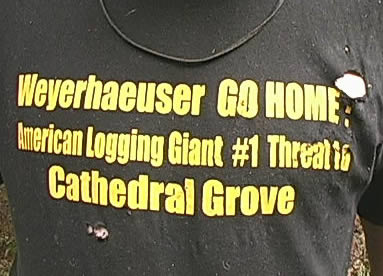 Weyerhaeuser GO HOME!
American Logging Giant #1 Threat to
Cathedral Grove